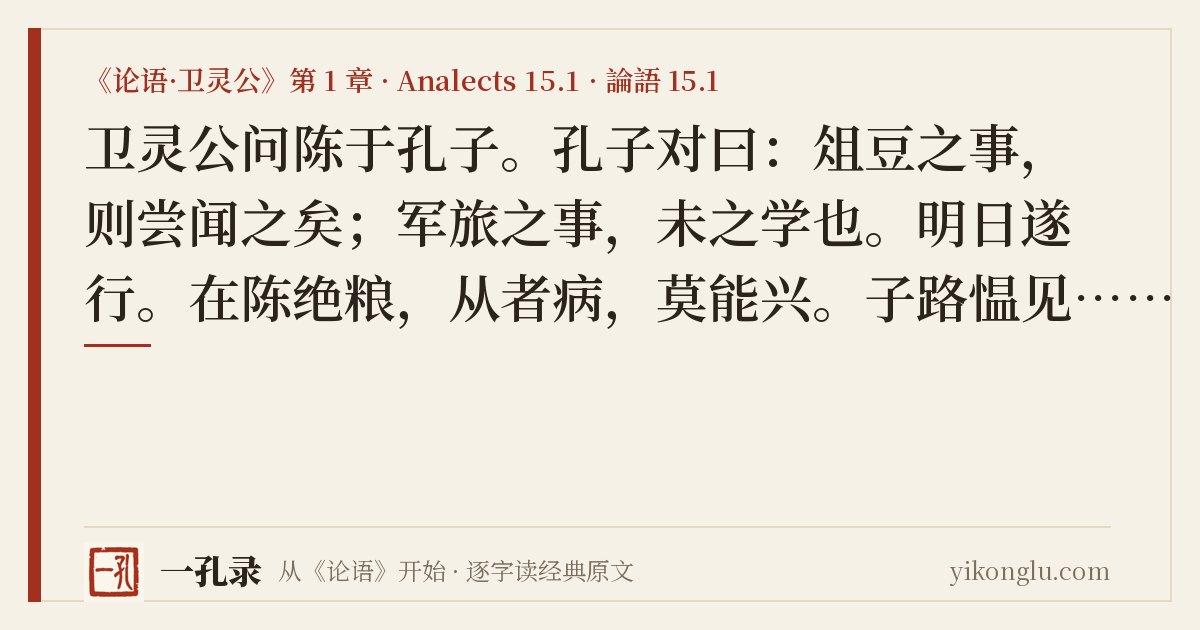 《论语·卫灵公》第 1 章 · Analects 15.1 · 論語 15.1
卫灵公问陈于孔子。孔子对曰：俎豆之事，
则尝闻之矣；军旅之事，未之学也。明日遂
行。在陈绝粮，从者病，莫能兴。子路愠见……
一孔
一孔录 从《论语》开始 · 逐字读经典原文 yikonglu.com